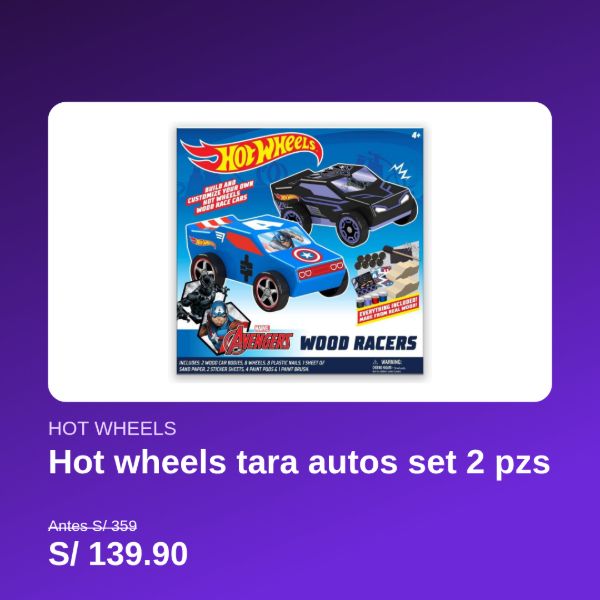 HOT WHEELS
4+
BUILD AND
CUSTOMIZE YOUR OWN
HOT WHEELS
WOOD RACE CARS
EVERYTHING INCLUDED!
MADE FROM REAL WOOD!
MARVEL
AVENGERS
WOOD RACERS
INCLUDES: 2 WOOD CAR BODIES, 8 WHEELS, 8 PLASTIC NAILS, 1 SHEET OF
SAND PAPER, 2 STICKER SHEETS, 4 PAINT PODS & 1 PAINT BRUSH
WARNING:
HOT WHEELS
Hot wheels tara autos set 2 pzs
Antes S/ 359
S/ 139.90